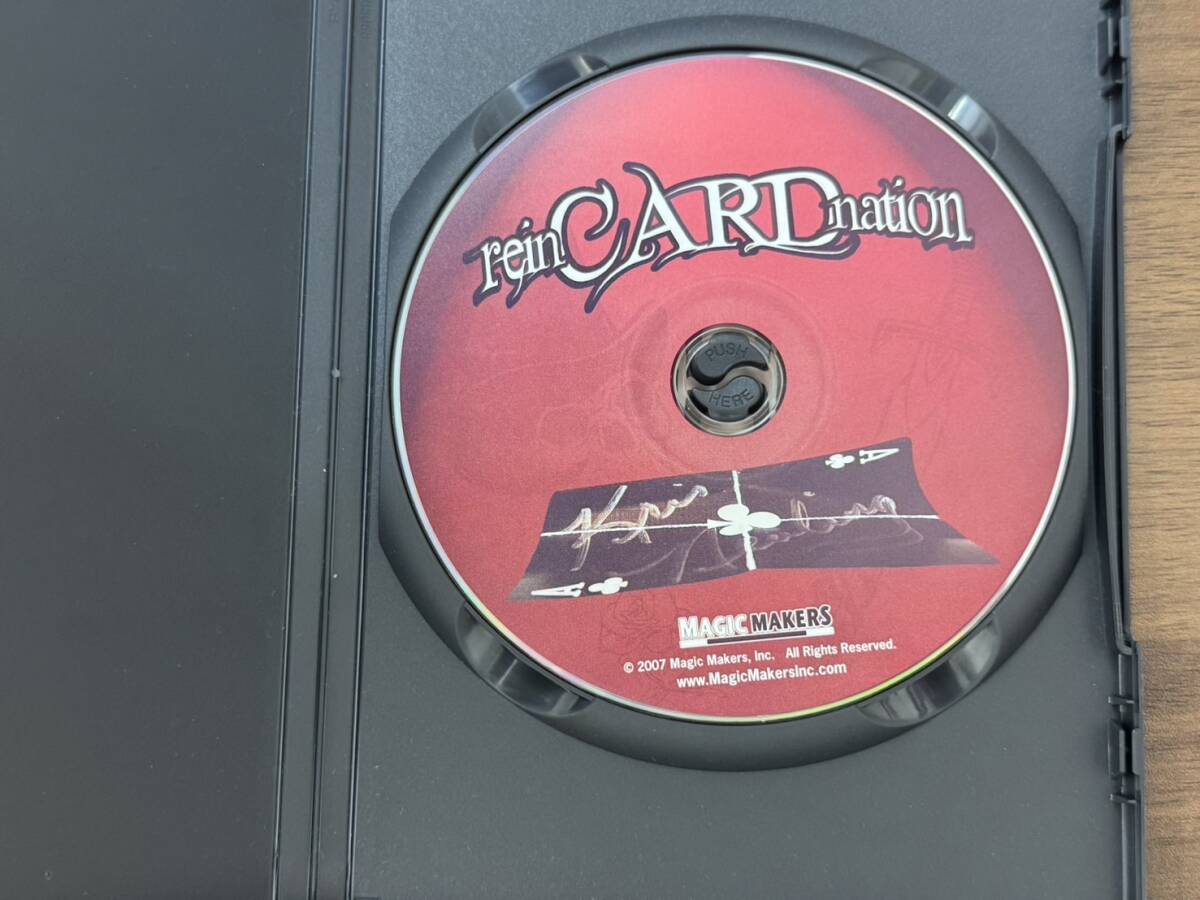 reinCARDnation
PUSH
HERE
A
A
MAGIC MAKERS
© 2007 Magic Makers, Inc. All Rights Reserved.
www.MagicMakersInc.com